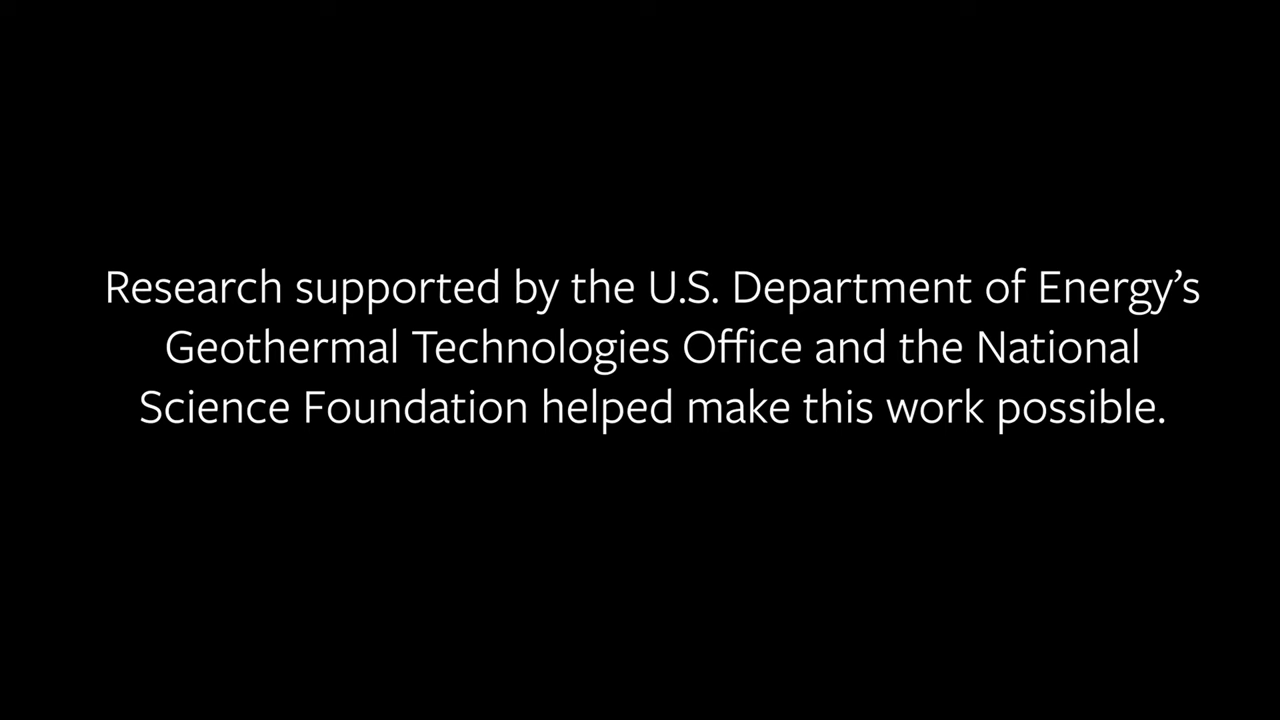 Research supported by the U.S. Department of Energy’s
Geothermal Technologies Office and the National
Science Foundation helped make this work possible.